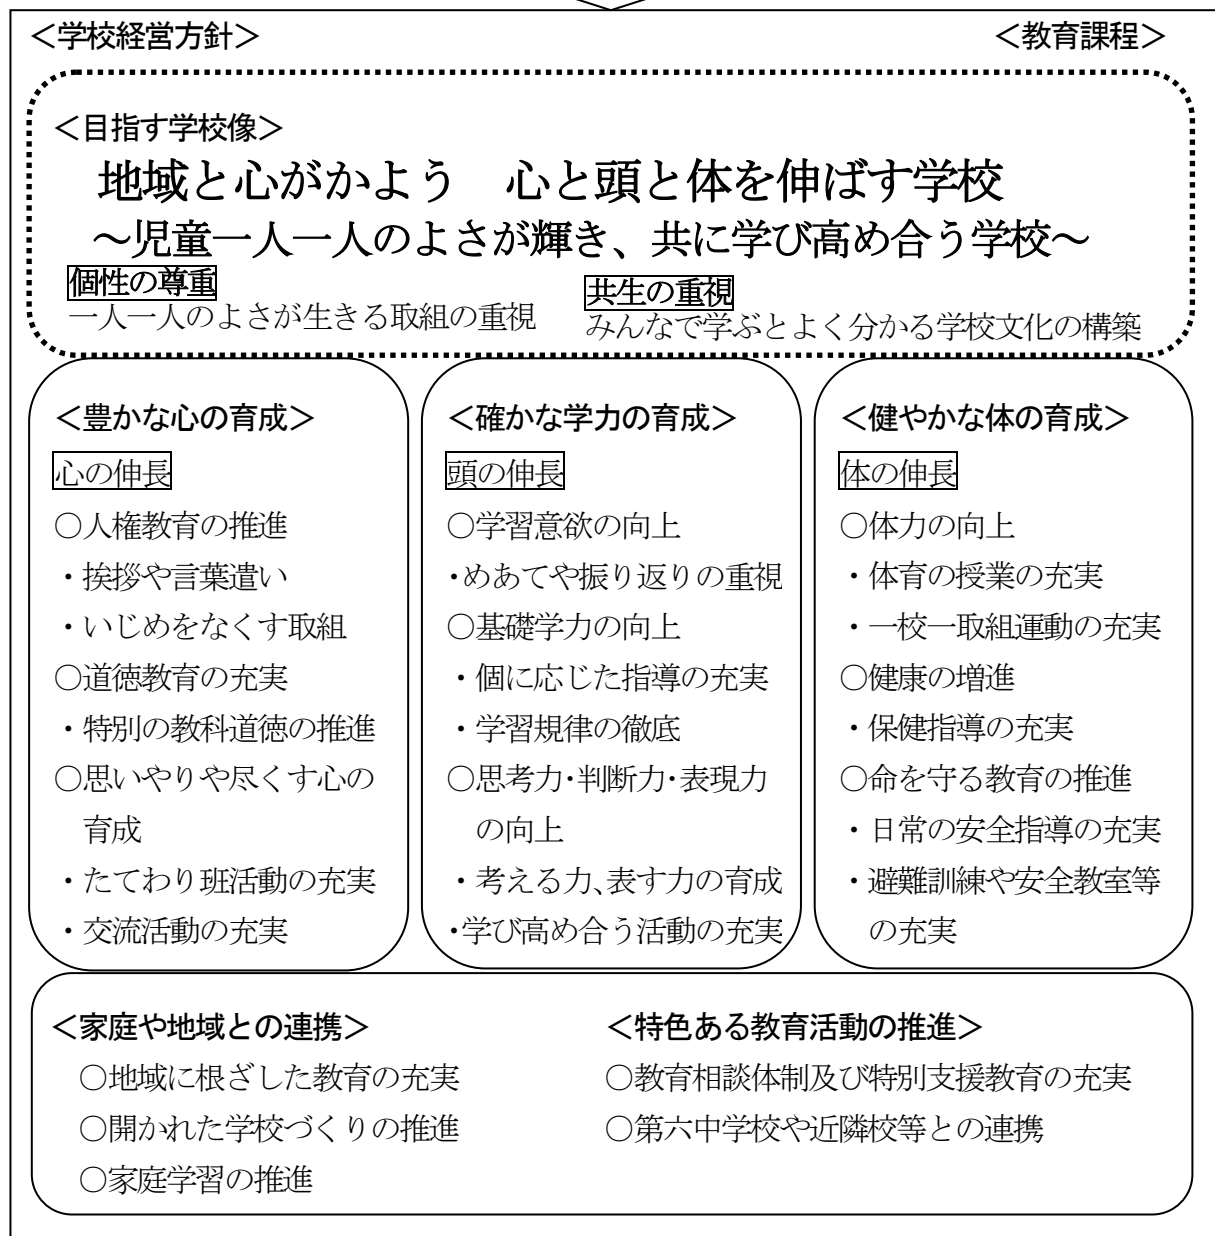 ＜学校経営方針＞
＜教育課程＞
＜目指す学校像＞
地域と心がかよう　心と頭と体を伸ばす学校
～児童一人一人のよさが輝き、共に学び高め合う学校～
個性の尊重
一人一人のよさが生きる取組の重視
共生の重視
みんなで学ぶとよく分かる学校文化の構築
＜豊かな心の育成＞
心の伸長
○人権教育の推進
・挨拶や言葉遣い
・いじめをなくす取組
○道徳教育の充実
・特別の教科道徳の推進
○思いやりや尽くす心の
育成
・たてわり班活動の充実
・交流活動の充実
＜確かな学力の育成＞
頭の伸長
○学習意欲の向上
・めあてや振り返りの重視
○基礎学力の向上
・個に応じた指導の充実
・学習規律の徹底
○思考力・判断力・表現力
の向上
・考える力、表す力の育成
・学び高め合う活動の充実
＜健やかな体の育成＞
体の伸長
○体力の向上
・体育の授業の充実
・一校一取組運動の充実
○健康の増進
・保健指導の充実
○命を守る教育の推進
・日常の安全指導の充実
・避難訓練や安全教室等
の充実
＜家庭や地域との連携＞
○地域に根ざした教育の充実
○開かれた学校づくりの推進
○家庭学習の推進
＜特色ある教育活動の推進＞
○教育相談体制及び特別支援教育の充実
○第六中学校や近隣校等との連携